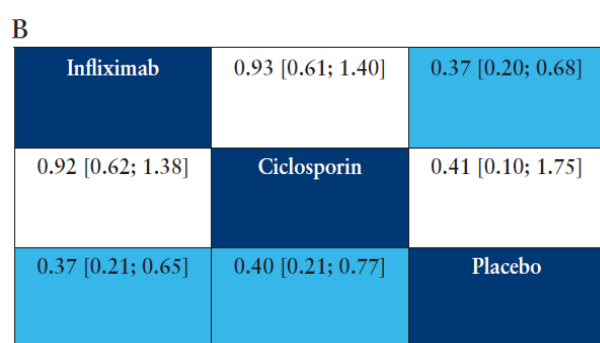 B
Infliximab 0.93 [0.61; 1.40] 0.37 [0.20; 0.68]
0.92 [0.62; 1.38] Ciclosporin 0.41 [0.10; 1.75]
0.37 [0.21; 0.65] 0.40 [0.21; 0.77] Placebo